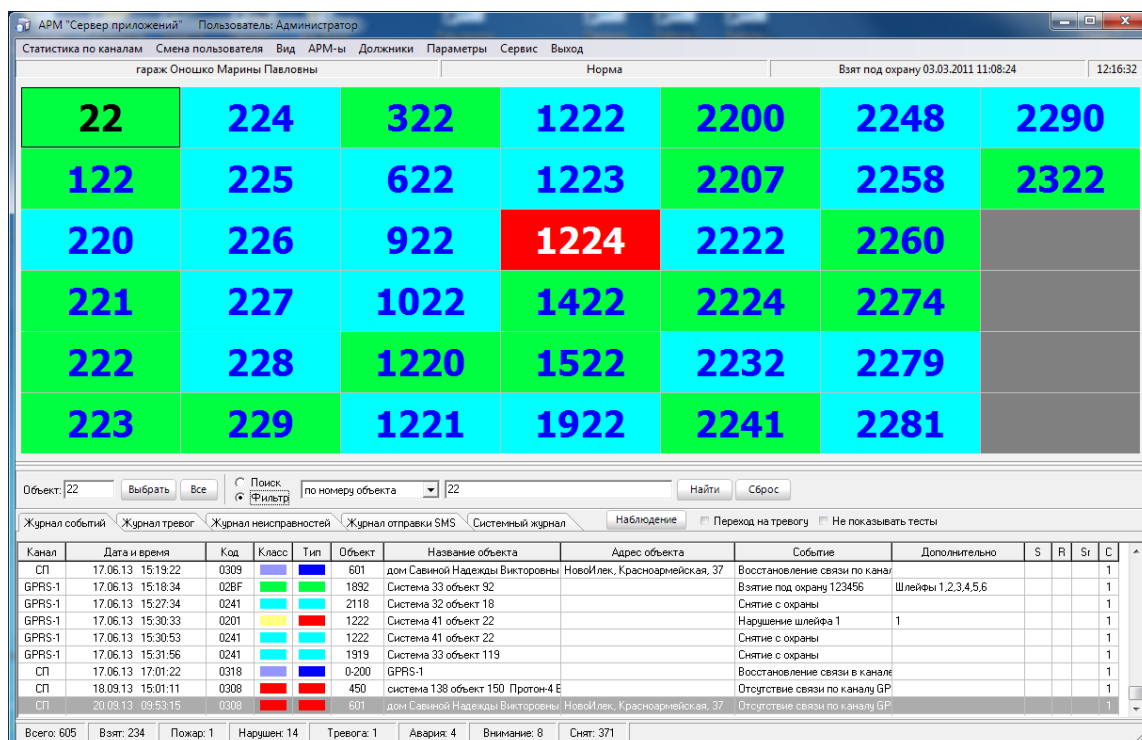 АРМ "Сервер приложений" Пользователь: Администратор
Статистика по каналам Смена пользователя Вид АРМ-ы Должники Параметры Сервис Выход
гараж Оношко Марины Павловны Норма Взят под охрану 03.03.2011 11:08:24 12:16:32
22 224 322 1222 2200 2248 2290
122 225 622 1223 2207 2258 2322
220 226 922 1224 2222 2260
221 227 1022 1422 2224 2274
222 228 1220 1522 2232 2279
223 229 1221 1922 2241 2281
Объект: 22 Выбрать Все Поиск Фильтр по номеру объекта 22 Найти Сброс
Журнал событий Журнал тревог Журнал неисправностей Журнал отправки SMS Системный журнал Наблюдение Переход на тревогу Не показывать тесты
Канал Дата и время Код Класс Тип Объект Название объекта Адрес объекта Событие Дополнительно S R Sr C
СП 17.06.13 15:19:22 0309 601 дом Савиной Надежды Викторовны НовоИлек, Красноармейская, 37 Восстановление связи по кана 1
GPRS-1 17.06.13 15:18:34 02BF 1892 Система 33 объект 92 Взятие под охрану 123456 Шлейфы 1,2,3,4,5,6 1
GPRS-1 17.06.13 15:27:34 0241 2118 Система 32 объект 18 Снятие с охраны 1
GPRS-1 17.06.13 15:30:33 0201 1222 Система 41 объект 22 Нарушение шлейфа 1 1 1
GPRS-1 17.06.13 15:30:53 0241 1222 Система 41 объект 22 Снятие с охраны 1
GPRS-1 17.06.13 15:31:56 0241 1919 Система 33 объект 119 Снятие с охраны 1
СП 17.06.13 17:01:22 0318 0-200 GPRS-1 Восстановление связи в канале 1
СП 18.09.13 15:01:11 0308 450 система 138 объект 150 Протон-4 Е Отсутствие связи по каналу GP 1
СП 20.09.13 09:53:15 0308 601 дом Савиной Надежды Викторовны НовоИлек, Красноармейская, 37 Отсутствие связи по каналу GP 1
Всего: 605 Взят: 234 Пожар: 1 Нарушен: 14 Тревога: 1 Авария: 4 Внимание: 8 Снят: 371